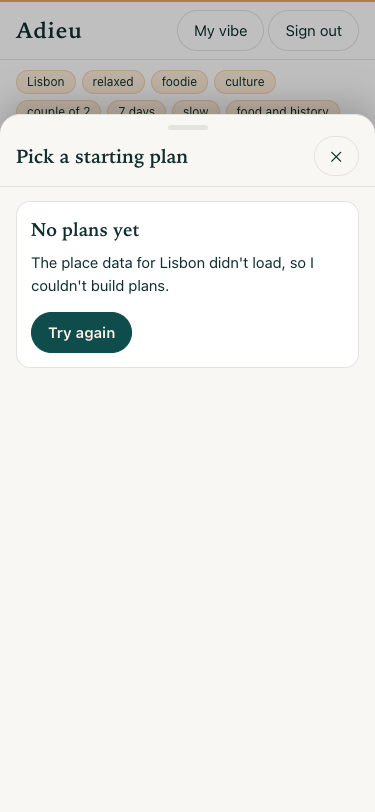 Adieu
My vibe
Sign out
Lisbon
relaxed
foodie
culture
couple of 2
7 days
slow
food and history
Pick a starting plan
No plans yet
The place data for Lisbon didn't load, so I
couldn't build plans.
Try again